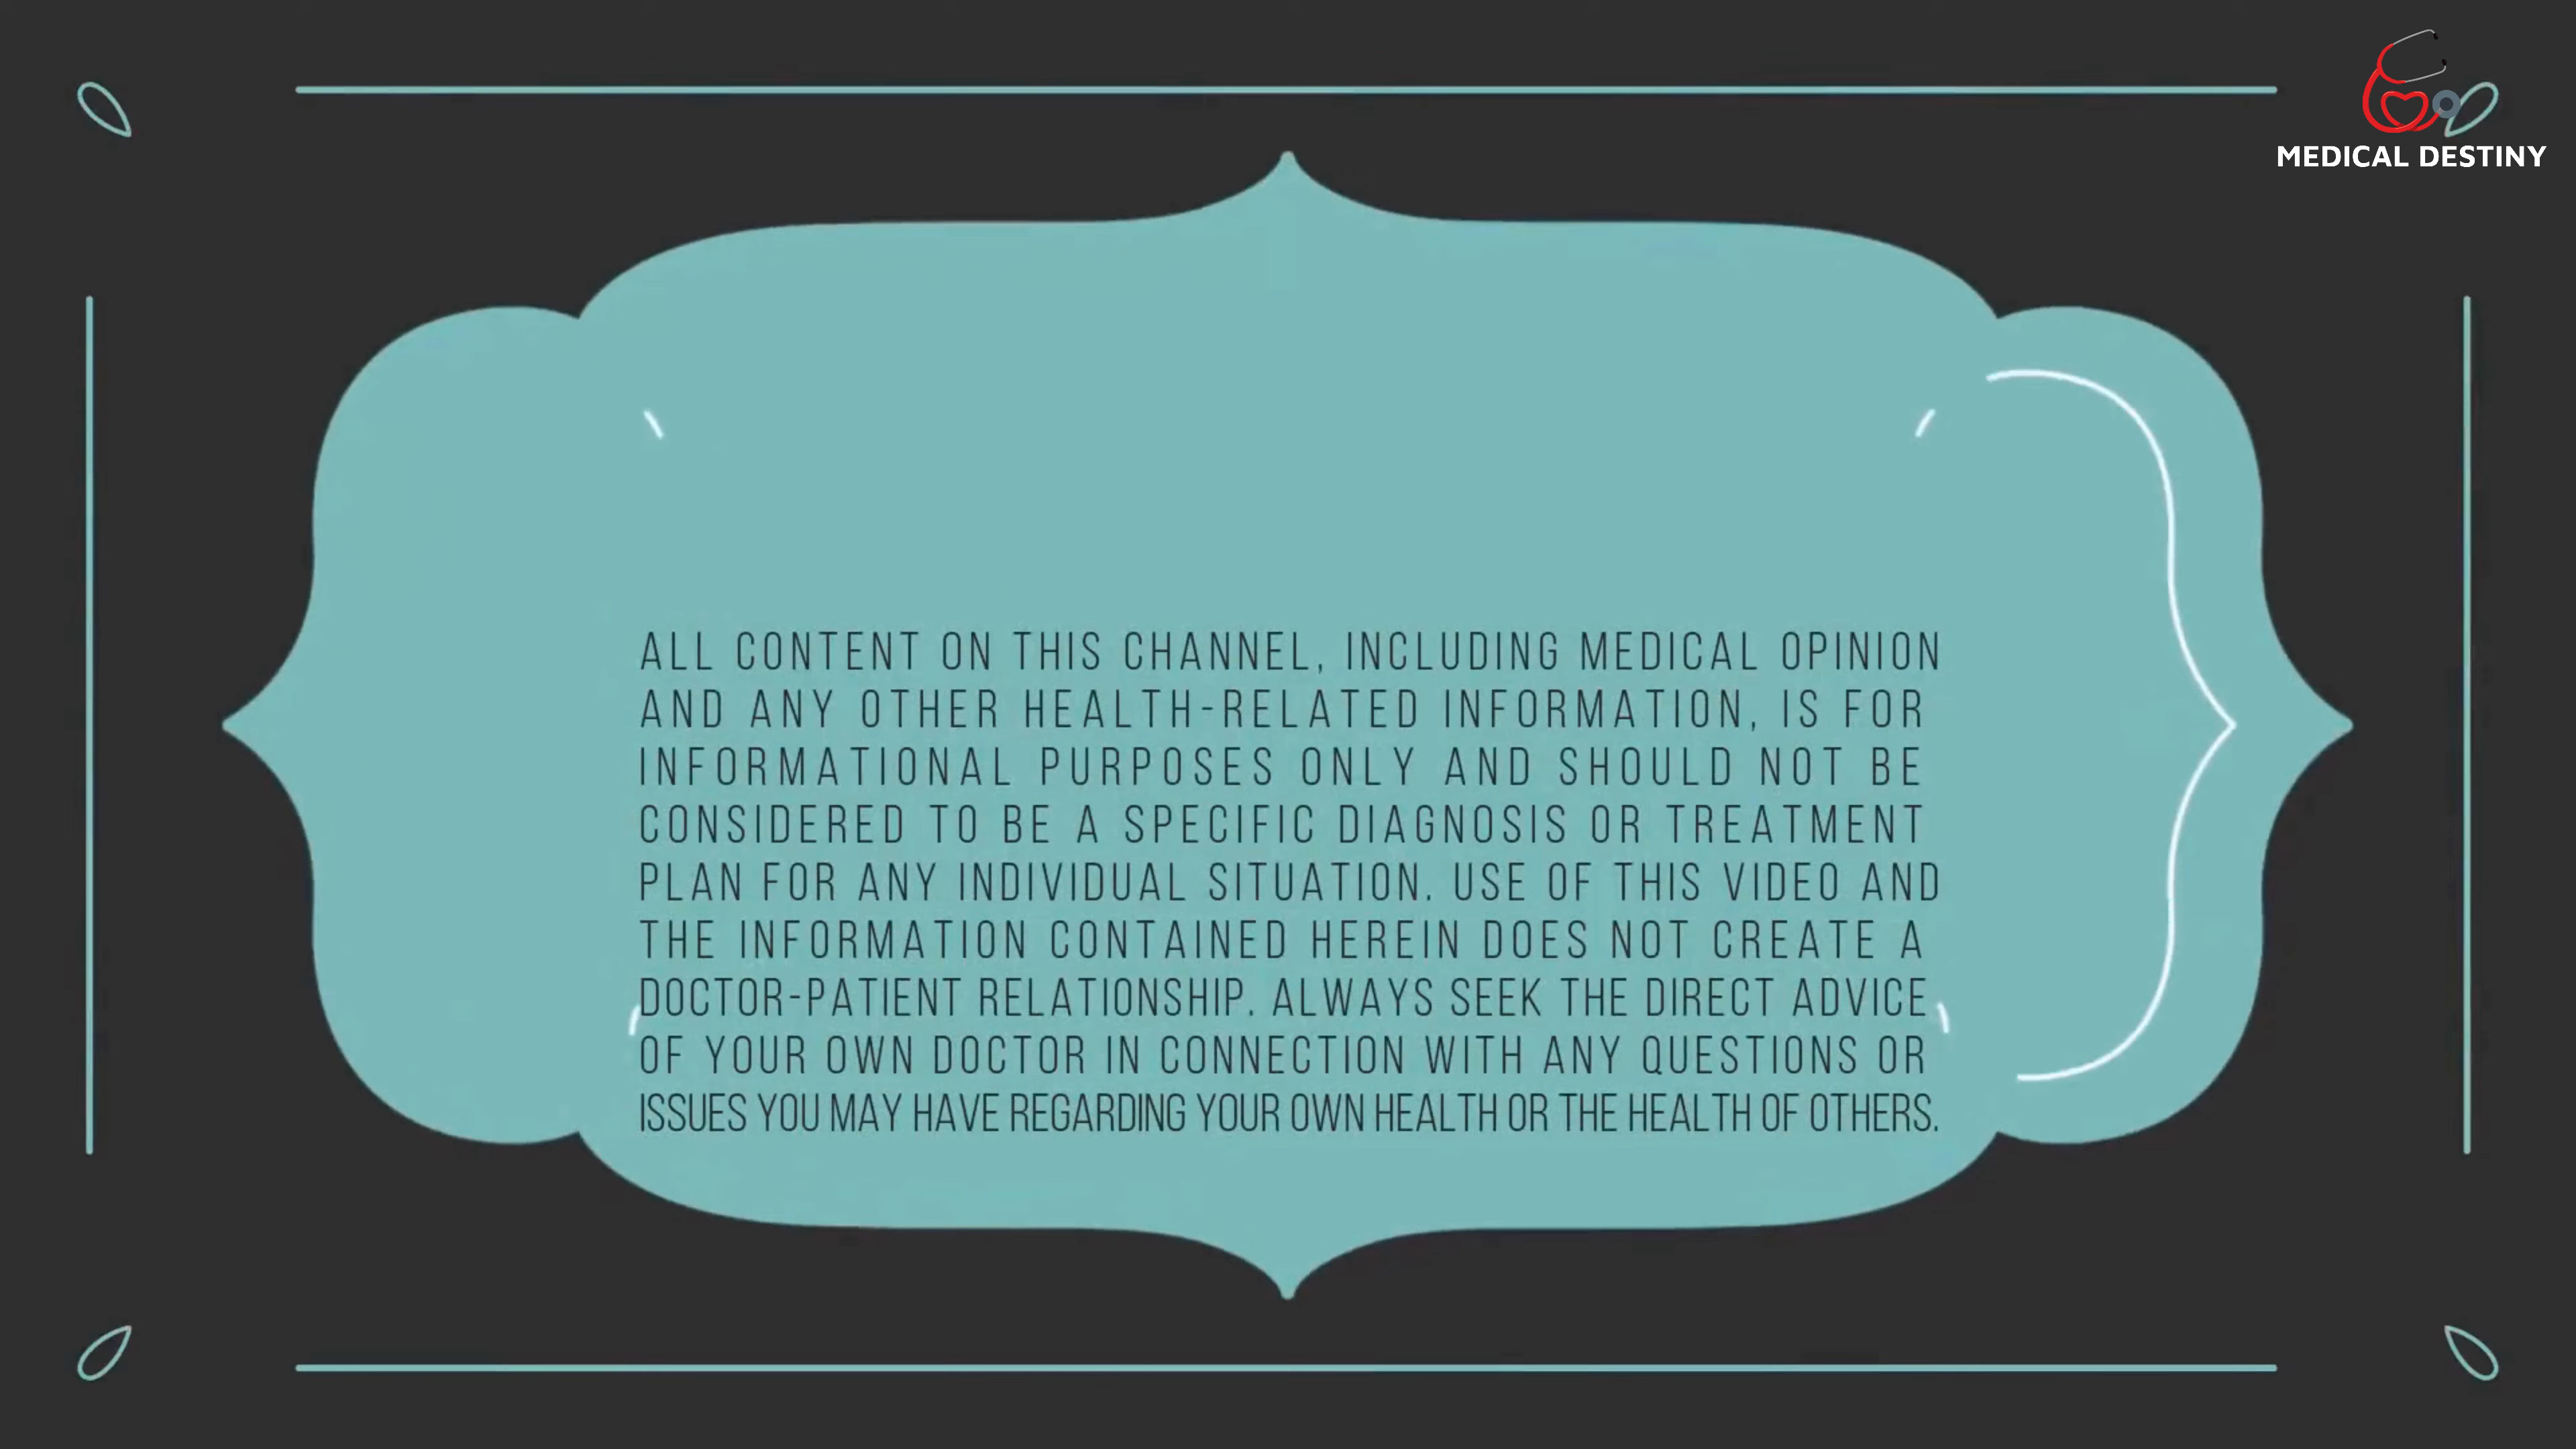 MEDICAL DESTINY
ALL CONTENT ON THIS CHANNEL, INCLUDING MEDICAL OPINION
AND ANY OTHER HEALTH-RELATED INFORMATION, IS FOR
INFORMATIONAL PURPOSES ONLY AND SHOULD NOT BE
CONSIDERED TO BE A SPECIFIC DIAGNOSIS OR TREATMENT
PLAN FOR ANY INDIVIDUAL SITUATION. USE OF THIS VIDEO AND
THE INFORMATION CONTAINED HEREIN DOES NOT CREATE A
DOCTOR-PATIENT RELATIONSHIP. ALWAYS SEEK THE DIRECT ADVICE
OF YOUR OWN DOCTOR IN CONNECTION WITH ANY QUESTIONS OR
ISSUES YOU MAY HAVE REGARDING YOUR OWN HEALTH OR THE HEALTH OF OTHERS.